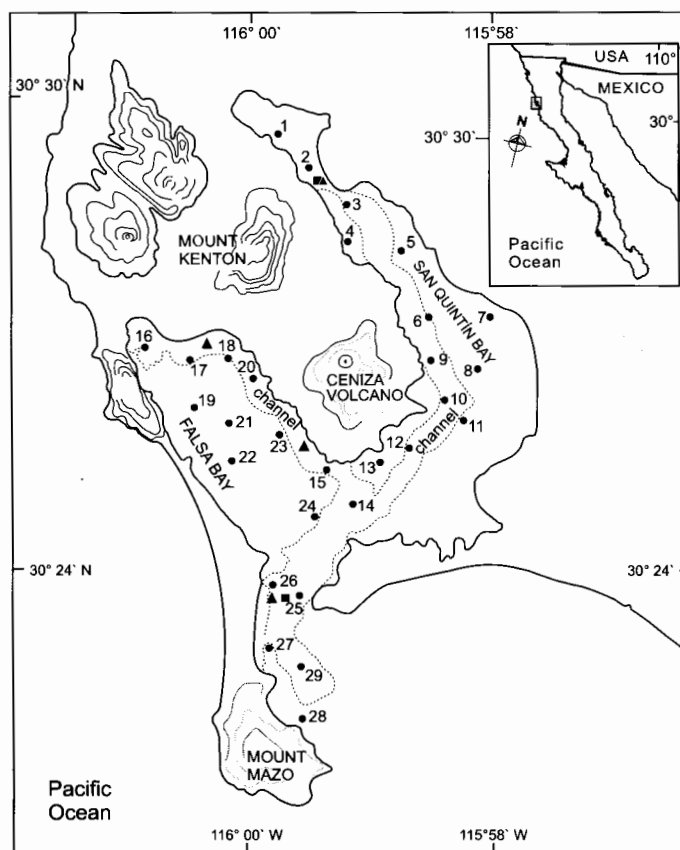 116° 00'
115° 58'
30° 30' N
30° 30'
USA
110°
MEXICO
30°
N
Pacific
Ocean
1
2
3
4
5
MOUNT
KENTON
SAN QUINTÍN BAY
6
7
16
17
18
20
CENIZA
VOLCANO
9
8
19
21
channel
10
11
FALSA BAY
22
23
channel
12
13
15
14
24
30° 24' N
30° 24'
26
25
27
29
28
MOUNT
MAZO
Pacific
Ocean
116° 00' W
115° 58'